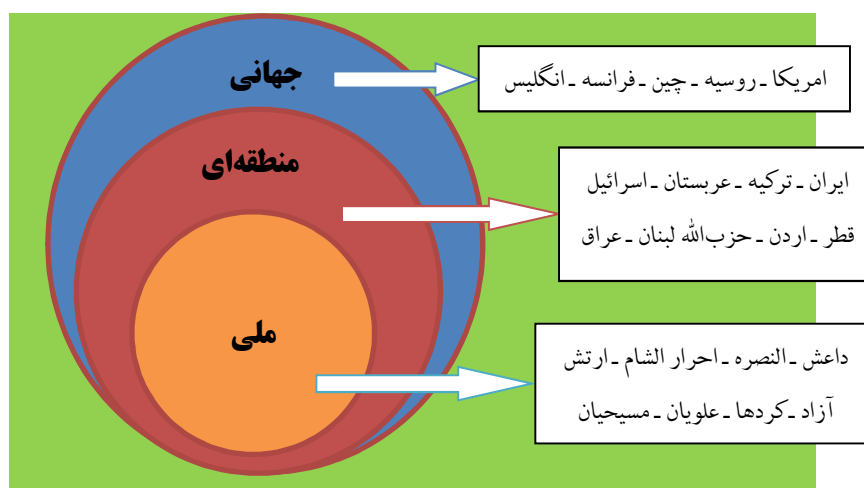 جهانی
امریکا ـ روسیه ـ چین ـ فرانسه ـ انگلیس
منطقه‌ای
ایران ـ ترکیه ـ عربستان ـ اسرائیل
قطر ـ اردن ـ حزب‌الله لبنان ـ عراق
ملی
داعش ـ النصره ـ احرار الشام ـ ارتش
آزاد ـ کردها ـ علویان ـ مسیحیان